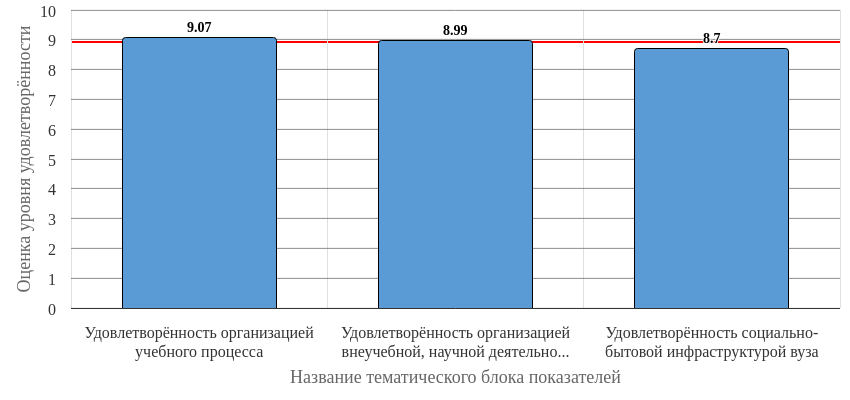 Оценка уровня удовлетворённости
10
9
8
7
6
5
4
3
2
1
0
9.07
8.99
8.7
Удовлетворённость организацией
учебного процесса
Удовлетворённость организацией
внеучебной, научной деятельно...
Удовлетворённость социально-
бытовой инфраструктурой вуза
Название тематического блока показателей